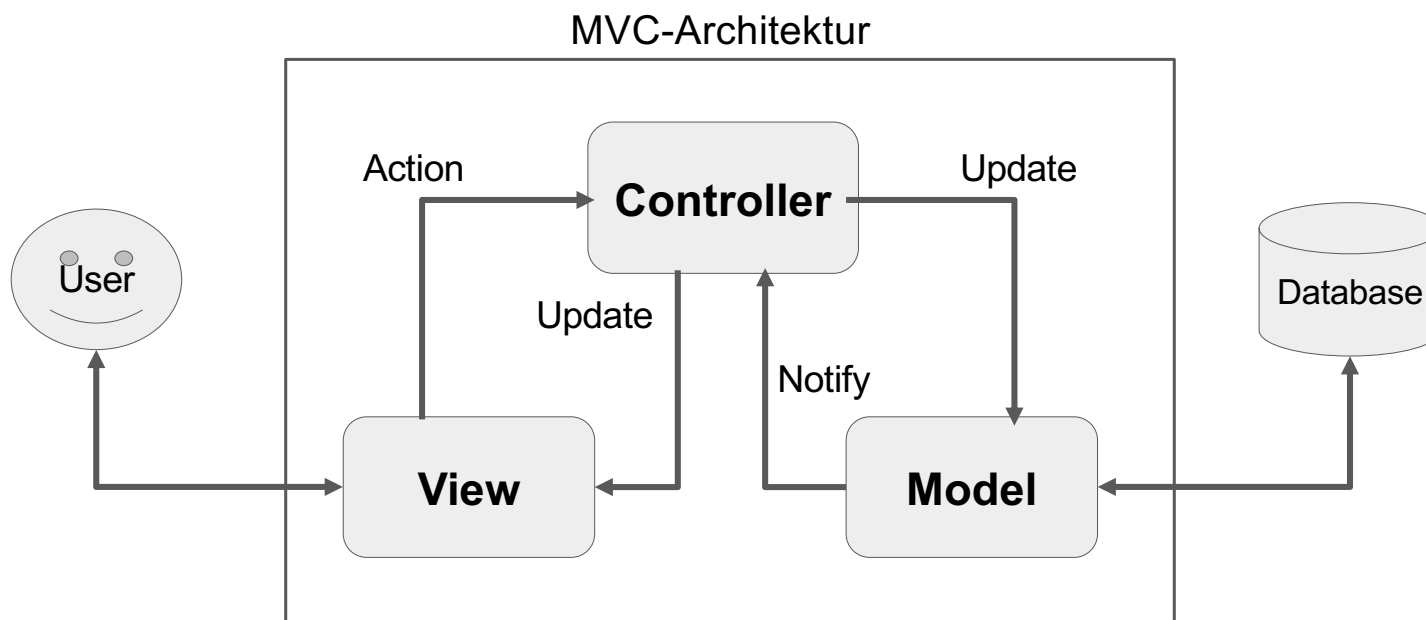 MVC-Architektur
Action
Controller
Update
User
Update
Database
Notify
View
Model